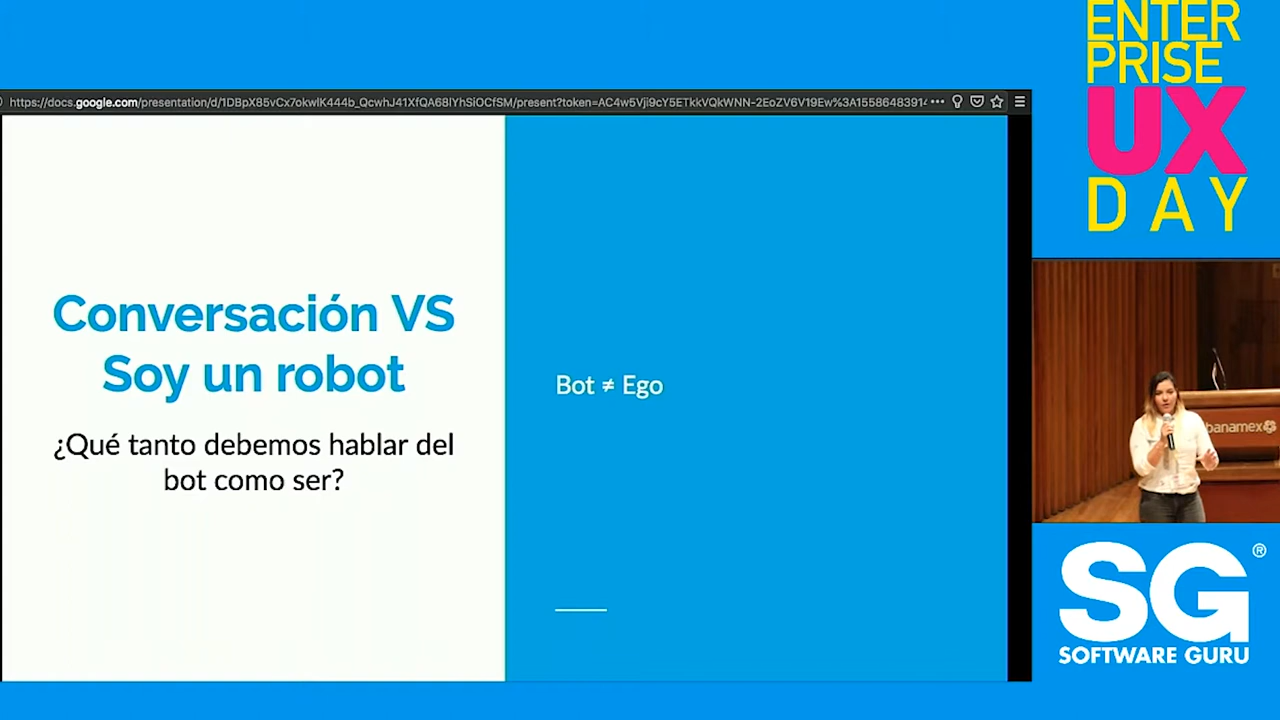 ENTER
PRISE
UX
DAY
https://docs.google.com/presentation/d/1DBpX85vCx7okwlK444b_QcwhJ41XfQA68lYhSiOCfSM/present?token=AC4w5Vji9cY5ETkkVQkWNN-2EoZV6V19Ew%3A1558648391
Conversación VS
Soy un robot
¿Qué tanto debemos hablar del
bot como ser?
Bot ≠ Ego
banamex
SG®
SOFTWARE GURU